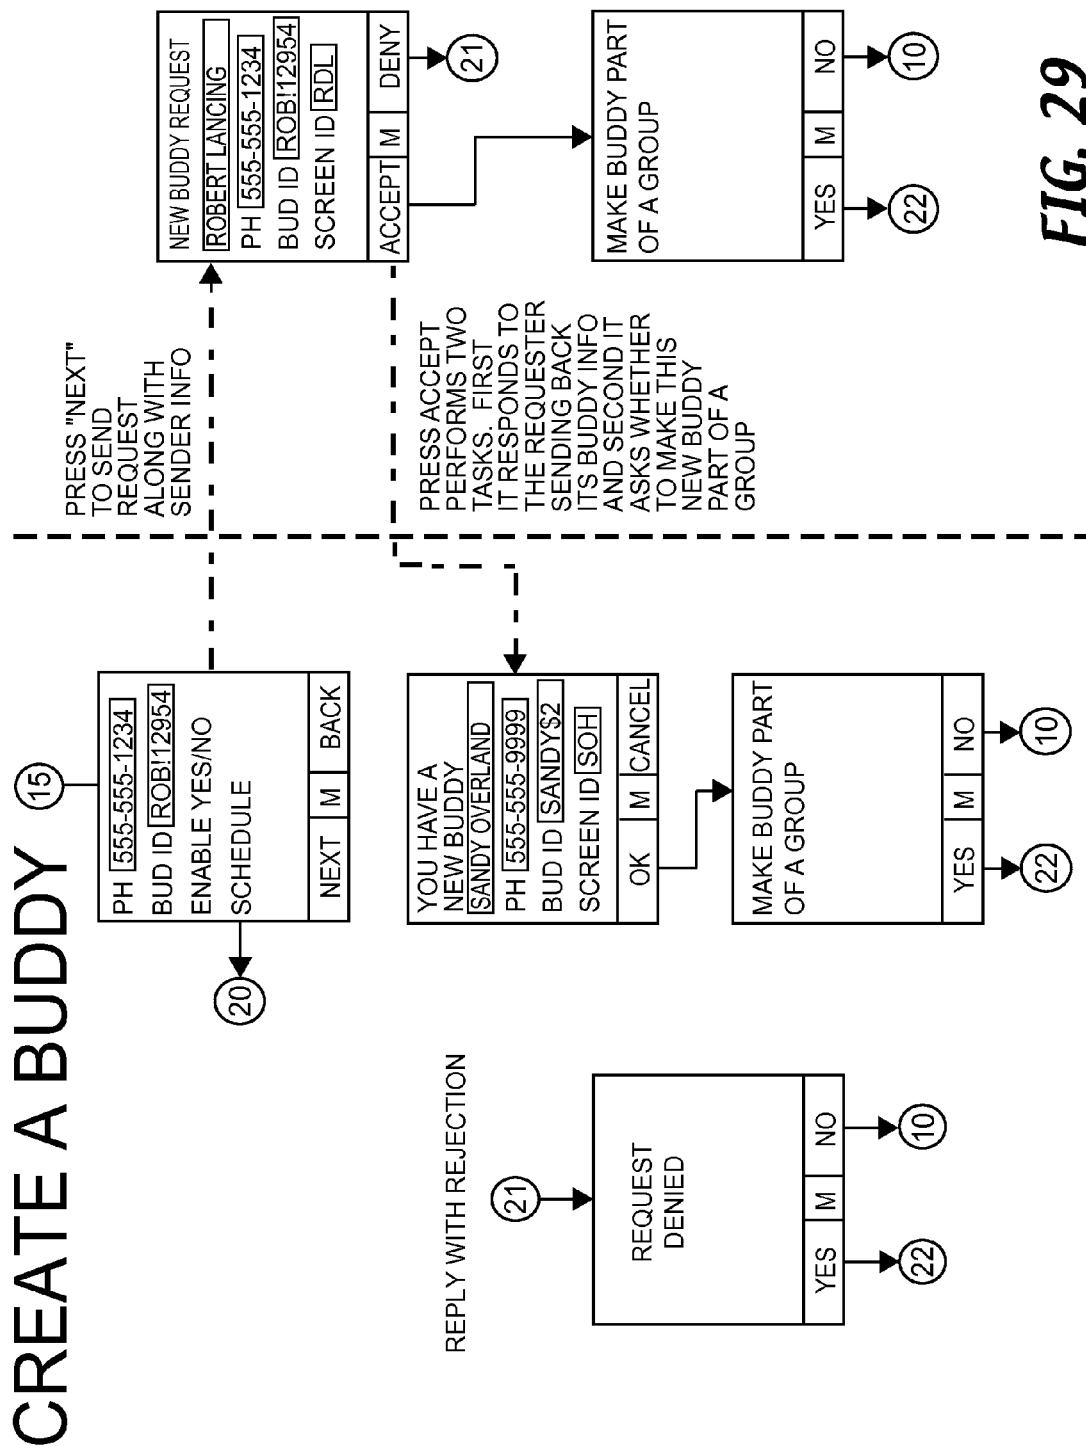 CREATE A BUDDY
15
PH 555-555-1234
BUD ID ROB!12954
ENABLE YES/NO
SCHEDULE
NEXT M BACK
20
PRESS "NEXT"
TO SEND
REQUEST
ALONG WITH
SENDER INFO
NEW BUDDY REQUEST
ROBERT LANCING
PH 555-555-1234
BUD ID ROB!12954
SCREEN ID RDL
ACCEPT M DENY
21
PRESS ACCEPT
PERFORMS TWO
TASKS. FIRST
IT RESPONDS TO
THE REQUESTER
SENDING BACK
ITS BUDDY INFO
AND SECOND IT
ASKS WHETHER
TO MAKE THIS
NEW BUDDY
PART OF A
GROUP
REPLY WITH REJECTION
21
REQUEST
DENIED
YES M NO
22
10
YOU HAVE A
NEW BUDDY
SANDY OVERLAND
PH 555-555-9999
BUD ID SANDY$2
SCREEN ID SOH
OK M CANCEL
MAKE BUDDY PART
OF A GROUP
YES M NO
22
10
MAKE BUDDY PART
OF A GROUP
YES M NO
22
10
FIG. 29